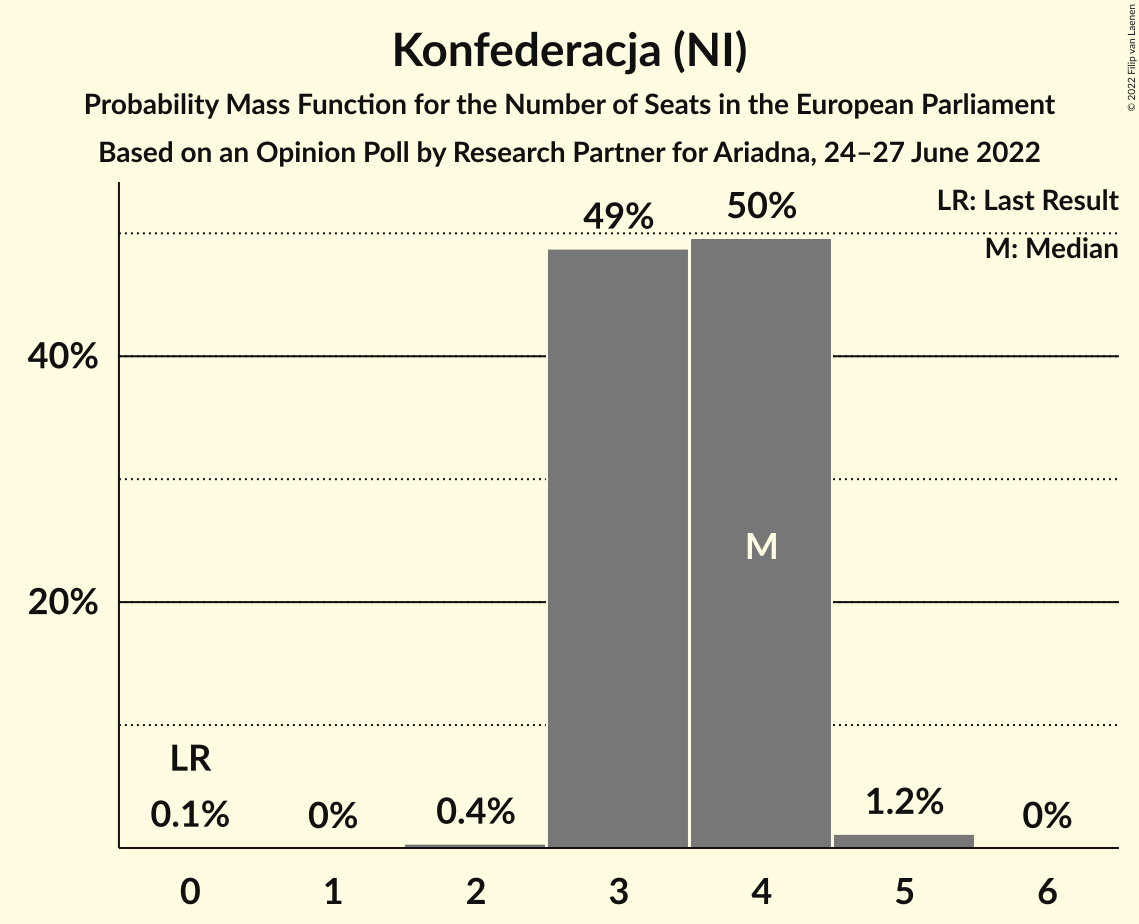 Konfederacja (NI)
Probability Mass Function for the Number of Seats in the European Parliament
Based on an Opinion Poll by Research Partner for Ariadna, 24–27 June 2022
© 2022 Filip van Laenen
LR: Last Result
M: Median
49%
50%
40%
20%
M
LR
0.1%
0%
0.4%
1.2%
0%
0
1
2
3
4
5
6